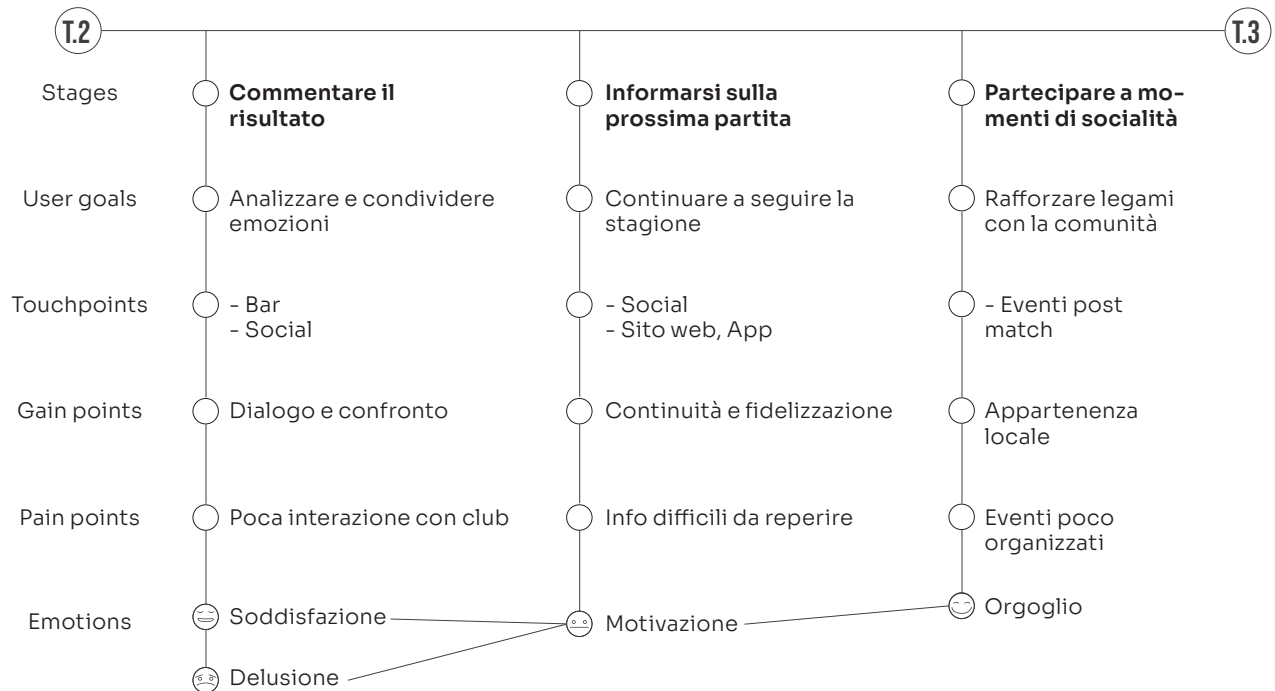 T.2
T.3
Stages
Commentare il
risultato
Informarsi sulla
prossima partita
Partecipare a mo-
menti di socialità
User goals
Analizzare e condividere
emozioni
Continuare a seguire la
stagione
Rafforzare legami
con la comunità
Touchpoints
- Bar
- Social
- Social
- Sito web, App
- Eventi post
match
Gain points
Dialogo e confronto
Continuità e fidelizzazione
Appartenenza
locale
Pain points
Poca interazione con club
Info difficili da reperire
Eventi poco
organizzati
Emotions
Soddisfazione
Delusione
Motivazione
Orgoglio